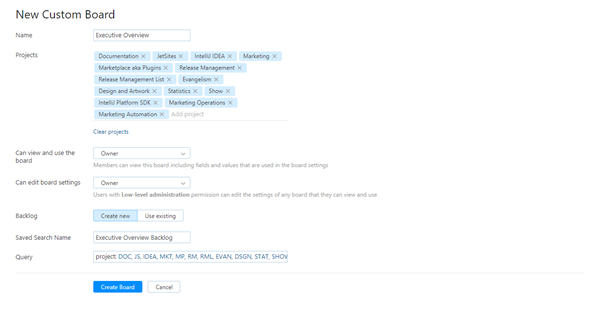 New Custom Board
Name
Executive Overview
Projects
Documentation × JetSites × IntelliJ IDEA × Marketing ×
Marketplace aka Plugins × Release Management ×
Release Management List × Evangelism ×
Design and Artwork × Statistics × Show ×
IntelliJ Platform SDK × Marketing Operations ×
Marketing Automation × Add project
Clear projects
Can view and use the
board
Owner
Members can view this board including fields and values that are used in the board settings
Can edit board settings
Owner
Users with Low-level administration permission can edit the settings of any board that they can view and use
Backlog
Create new Use existing
Saved Search Name
Executive Overview Backlog
Query
project: DOC, JS, IDEA, MKT, MP, RM, RML, EVAN, DSGN, STAT, SHOW
Create Board Cancel